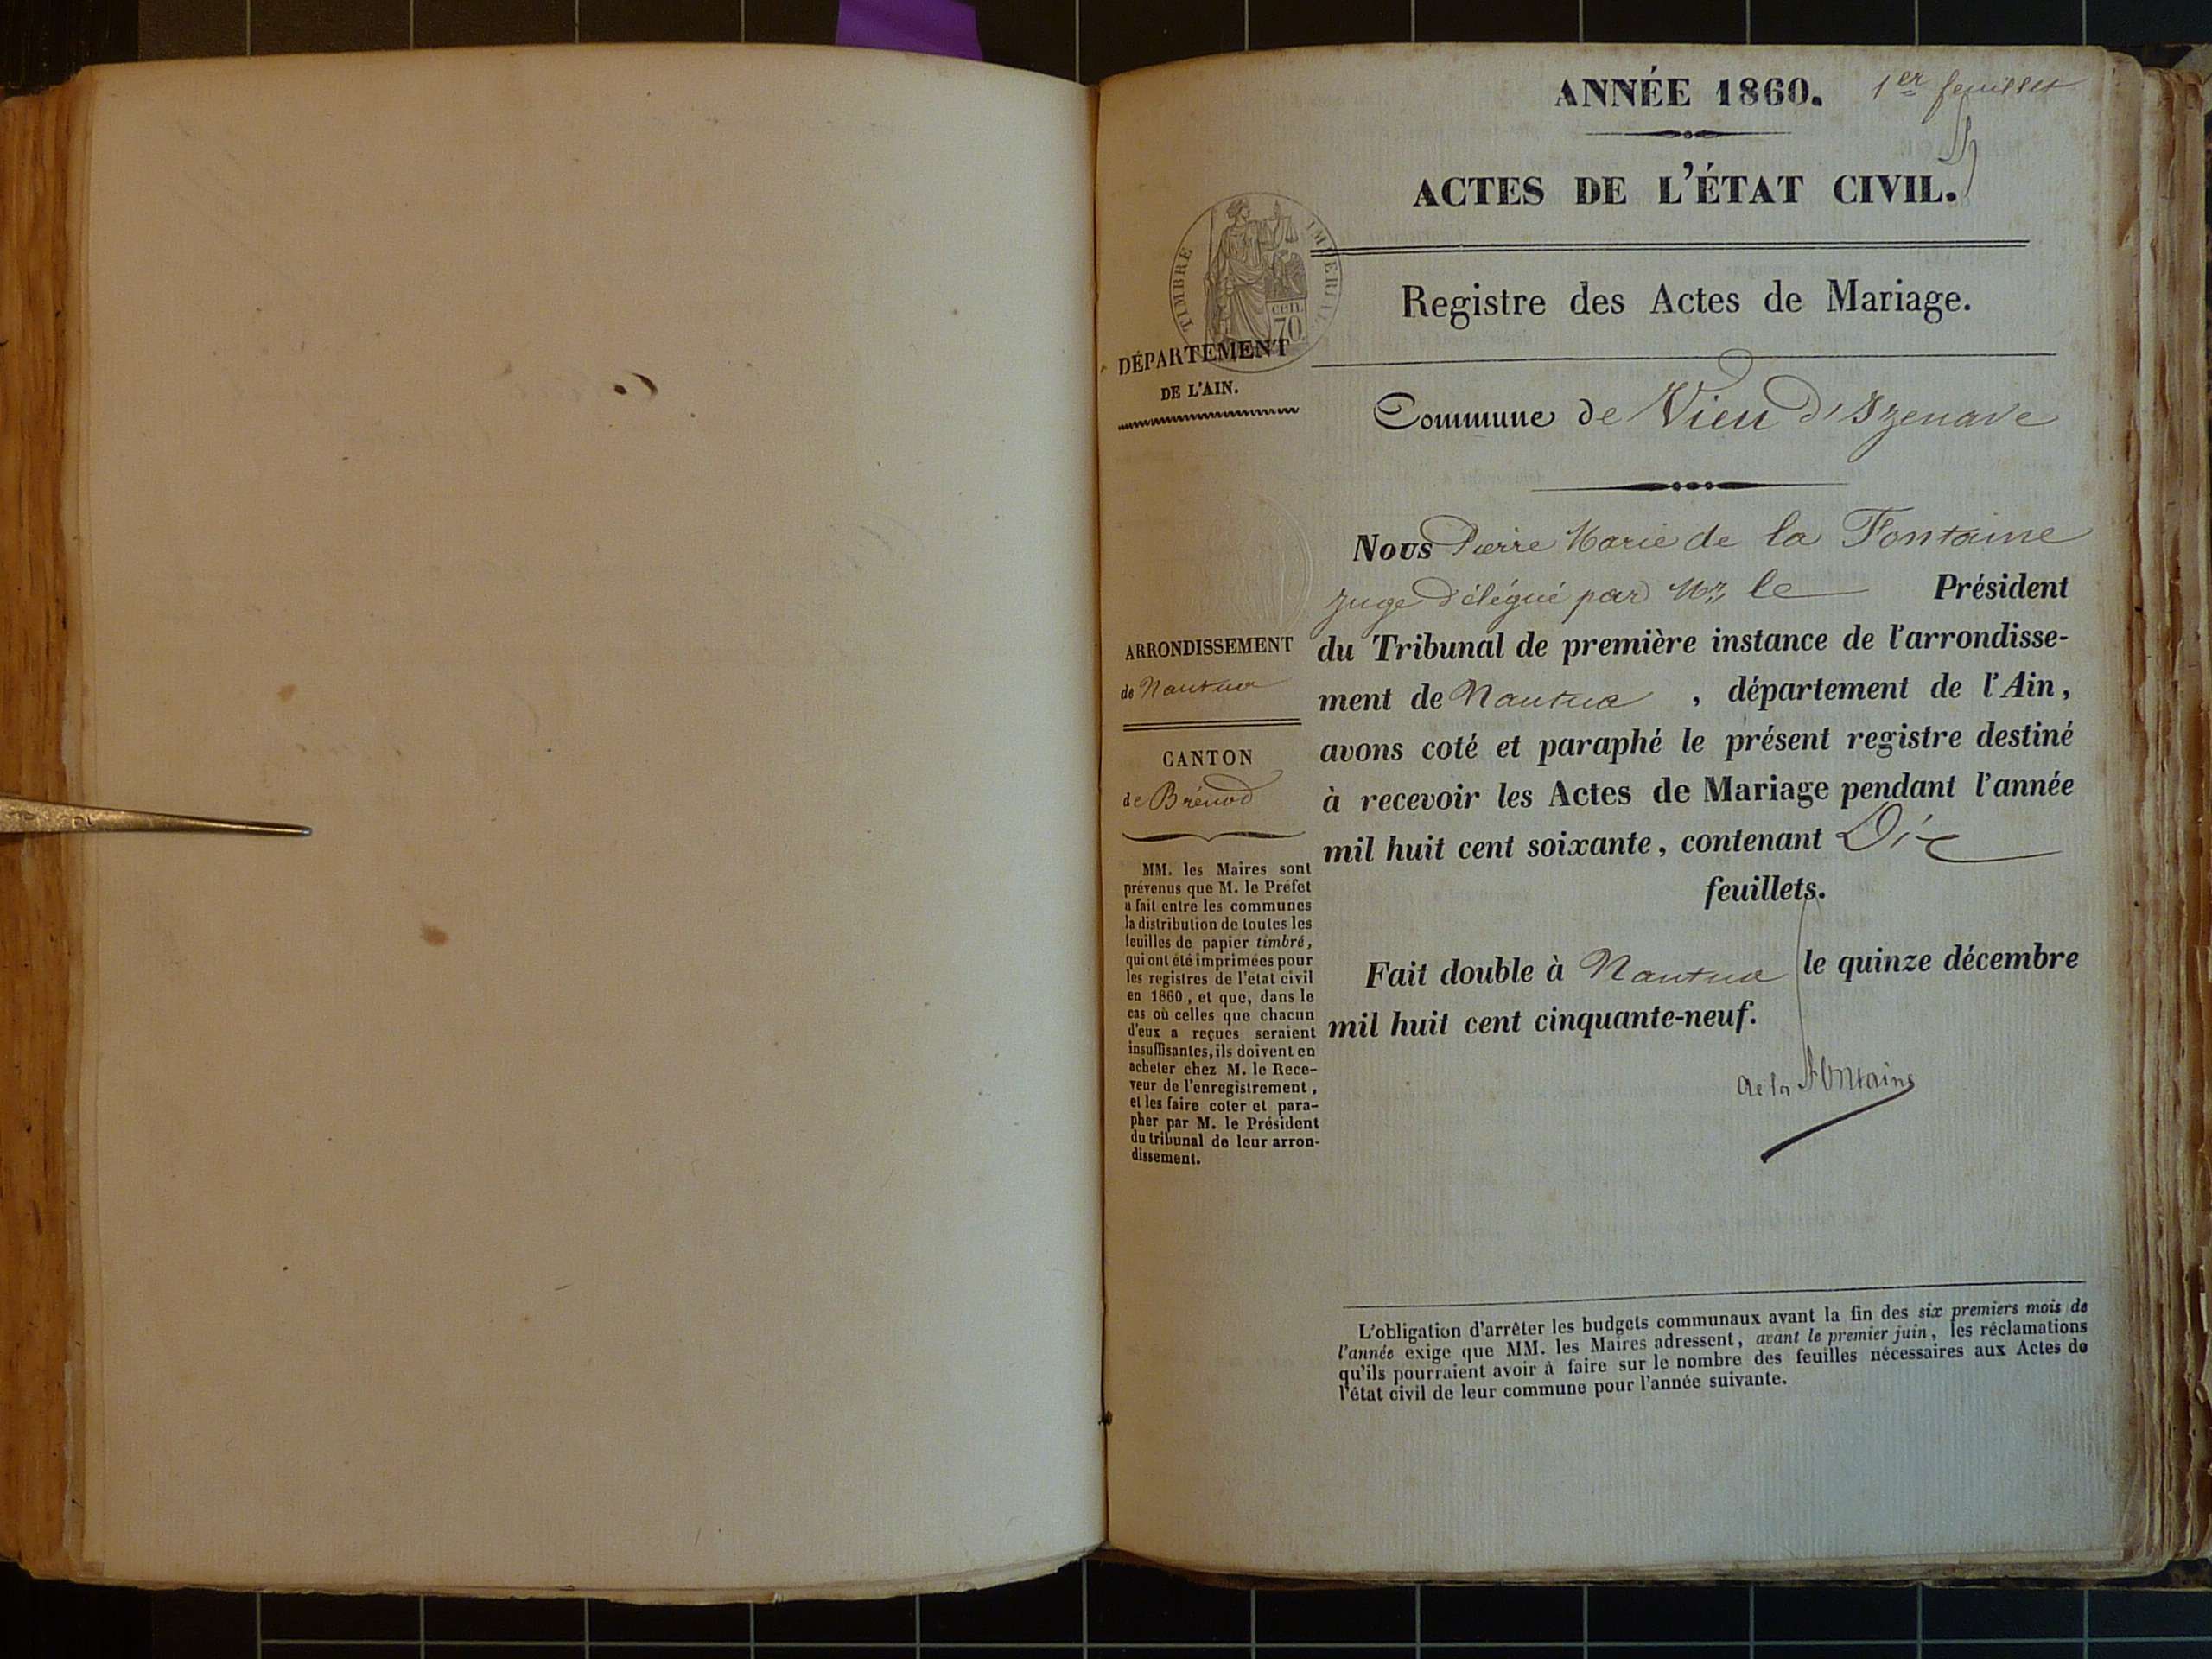 ANNÉE 1860. 1er feuillet
ACTES DE L'ÉTAT CIVIL.
TIMBRE IMPERIAL
cen.
70
Registre des Actes de Mariage.
DÉPARTEMENT
DE L'AIN.
Commune de Vieu d'Izenave
Nous Pierre Marie de la Fontaine
juge délégué par Mr le Président
du Tribunal de première instance de l'arrondisse-
ment de Nantua , département de l'Ain,
avons coté et paraphé le présent registre destiné
à recevoir les Actes de Mariage pendant l'année
mil huit cent soixante, contenant Dix
feuillets.
Fait double à Nantua le quinze décembre
mil huit cent cinquante-neuf.
de la Fontaine
ARRONDISSEMENT
de Nantua
CANTON
de Brénod
MM. les Maires sont
prévenus que M. le Préfet
a fait entre les communes
la distribution de toutes les
feuilles de papier timbré,
qui ont été imprimées pour
les registres de l'etat civil
en 1860, et que, dans le
cas où celles que chacun
d'eux a reçues seraient
insuffisantes, ils doivent en
acheter chez M. le Rece-
veur de l'enregistrement,
et les faire coter et para-
pher par M. le Président
du tribunal de leur arron-
dissement.
L'obligation d'arrêter les budgets communaux avant la fin des six premiers mois de
l'année exige que MM. les Maires adressent, avant le premier juin, les réclamations
qu'ils pourraient avoir à faire sur le nombre des feuilles nécessaires aux Actes de
l'état civil de leur commune pour l'année suivante.